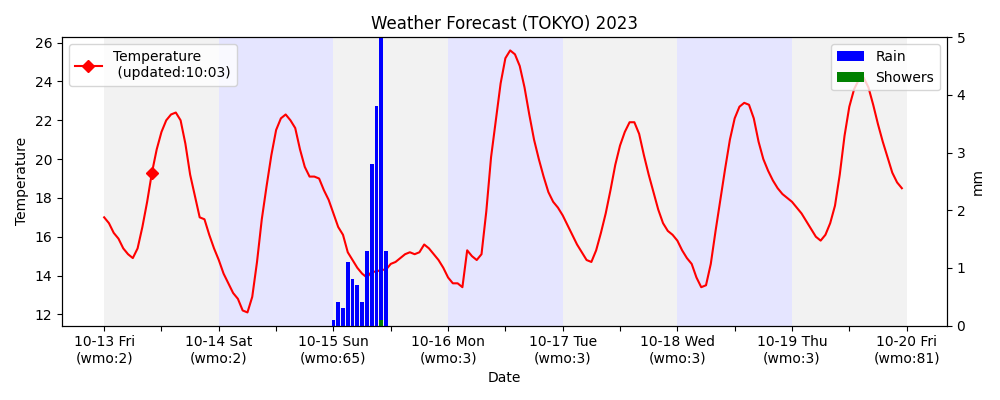 Weather Forecast (TOKYO) 2023
Temperature
(updated:10:03)
Rain
Showers
26
24
22
20
18
16
14
12
Temperature
5
4
3
2
1
0
mm
10-13 Fri
(wmo:2)
10-14 Sat
(wmo:2)
10-15 Sun
(wmo:65)
10-16 Mon
(wmo:3)
10-17 Tue
(wmo:3)
10-18 Wed
(wmo:3)
10-19 Thu
(wmo:3)
10-20 Fri
(wmo:81)
Date